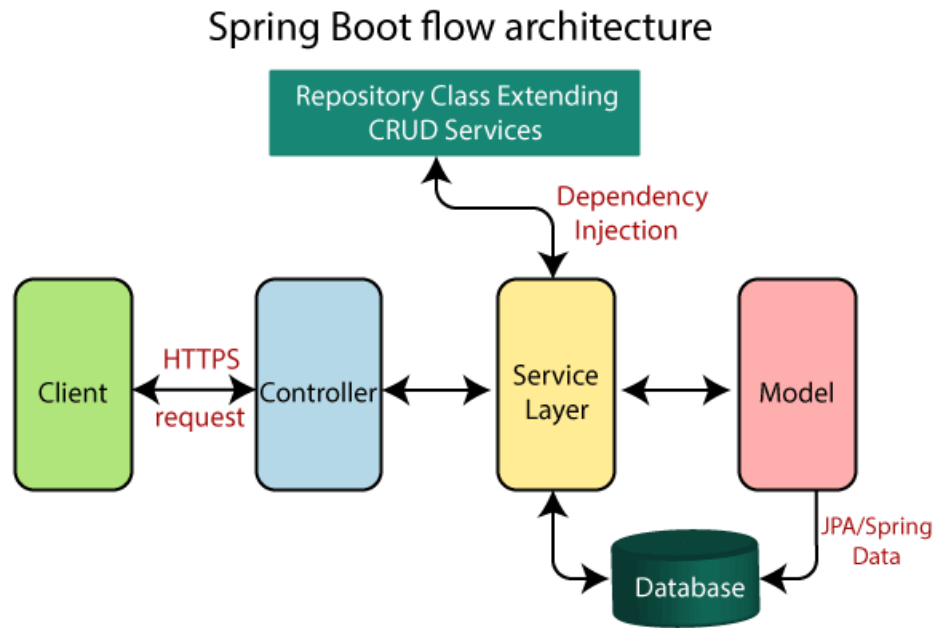 Spring Boot flow architecture
Repository Class Extending
CRUD Services
Dependency
Injection
Client
HTTPS
request
Controller
Service
Layer
Model
JPA/Spring
Data
Database